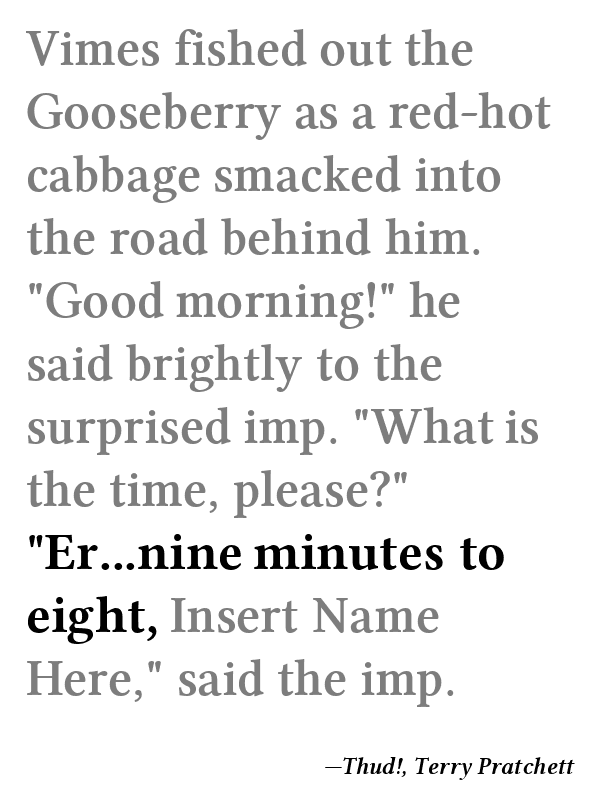 Vimes fished out the
Gooseberry as a red-hot
cabbage smacked into
the road behind him.
"Good morning!" he
said brightly to the
surprised imp. "What is
the time, please?"
"Er...nine minutes to
eight, Insert Name
Here," said the imp.
—Thud!, Terry Pratchett